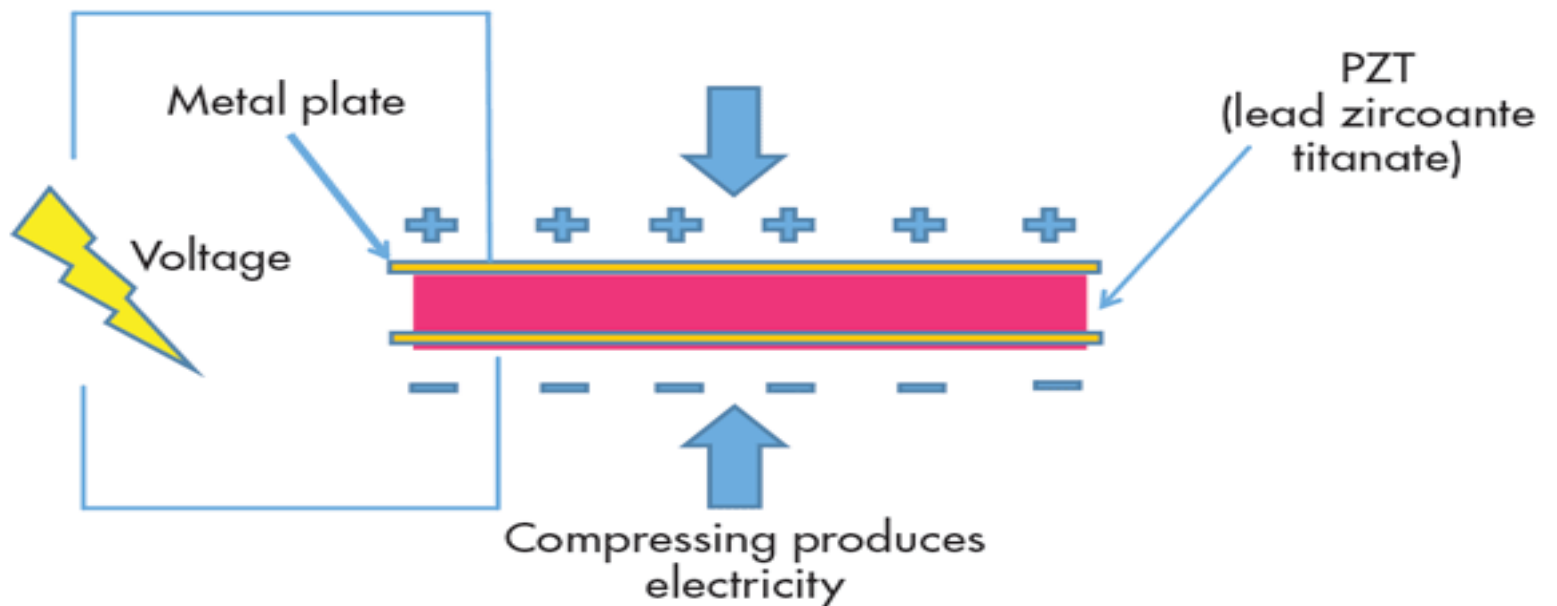 Metal plate
PZT
(lead zircoante
titanate)
Voltage
Compressing produces
electricity